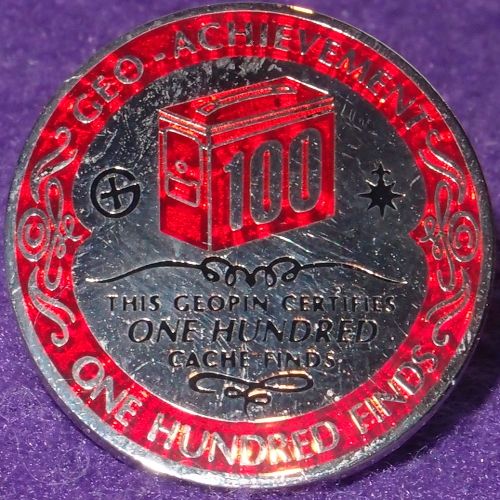 GEO-ACHIEVEMENT
100
THIS GEOPIN CERTIFIES
ONE HUNDRED
CACHE FINDS
ONE HUNDRED FINDS